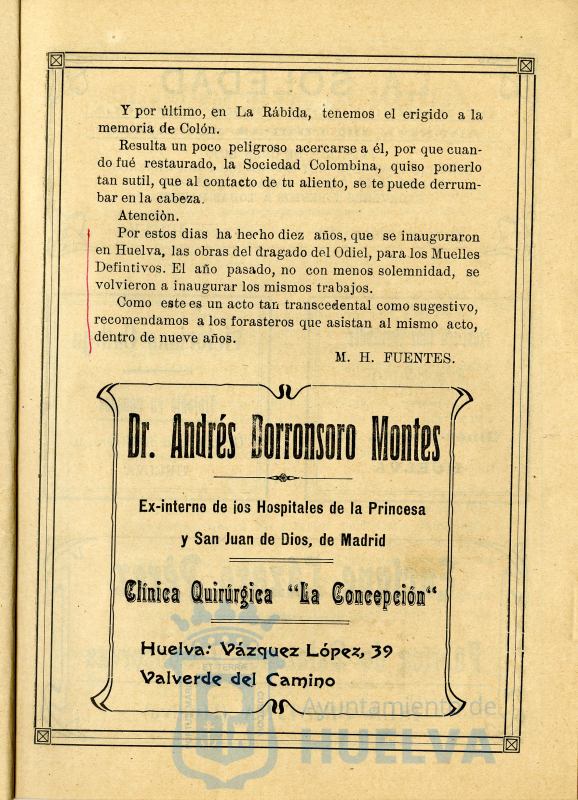 Y por último, en La Rábida, tenemos el erigido a la
memoria de Colón.
Resulta un poco peligroso acercarse a él, por que cuan-
do fué restaurado, la Sociedad Colombina, quiso ponerlo
tan sutil, que al contacto de tu aliento, se te puede derrum-
bar en la cabeza.
Atención.
Por estos dias ha hecho diez años, que se inauguraron
en Huelva, las obras del dragado del Odiel, para los Muelles
Defintivos. El año pasado, no con menos solemnidad, se
volvieron a inaugurar los mismos trabajos.
Como este es un acto tan transcedental como sugestivo,
recomendamos a los forasteros que asistan al mismo acto,
dentro de nueve años.
M. H. FUENTES.
Dr. Andrés Dorronsoro Montes
Ex-interno de los Hospitales de la Princesa
y San Juan de Dios, de Madrid
Clínica Quirúrgica "La Concepción"
Huelva: Vázquez López, 39
Valverde del Camino
Ayuntamiento de
HUELVA